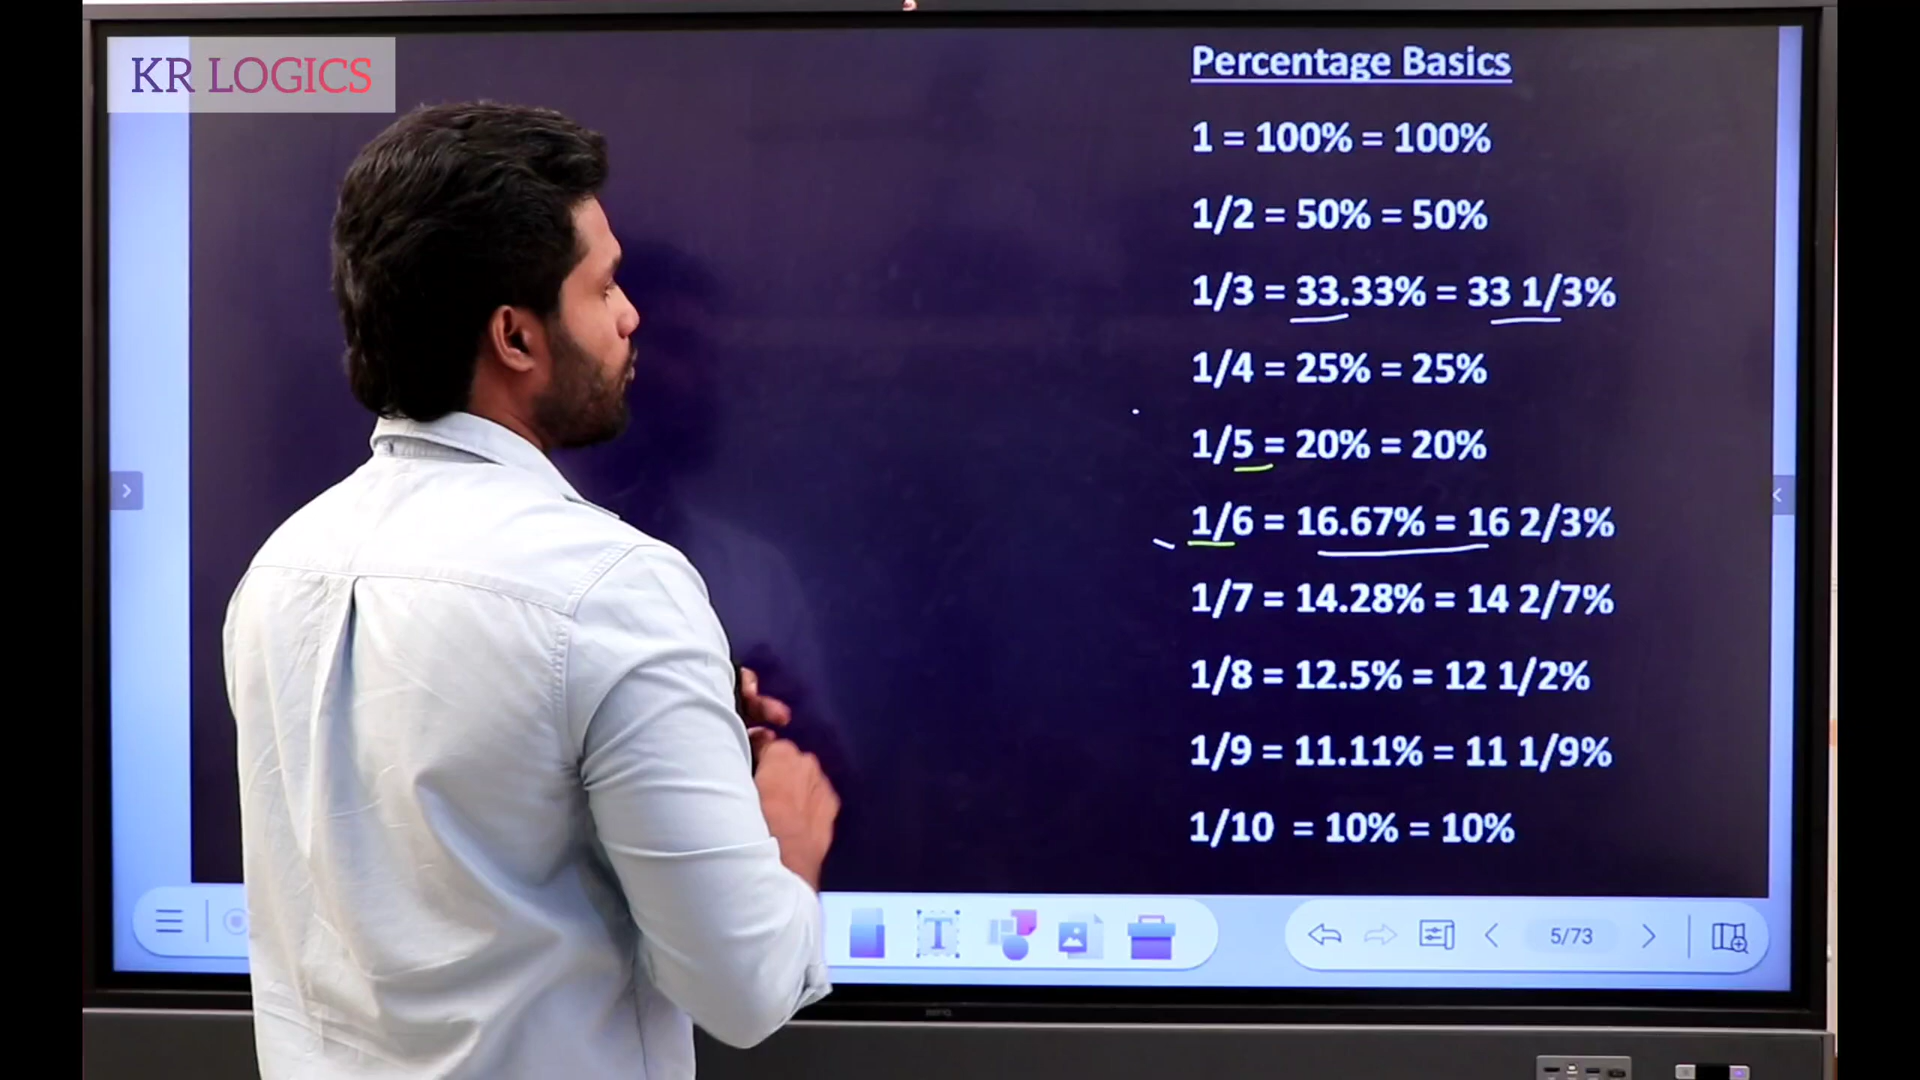 KR LOGICS
Percentage Basics
1 = 100% = 100%
1/2 = 50% = 50%
1/3 = 33.33% = 33 1/3%
1/4 = 25% = 25%
1/5 = 20% = 20%
1/6 = 16.67% = 16 2/3%
1/7 = 14.28% = 14 2/7%
1/8 = 12.5% = 12 1/2%
1/9 = 11.11% = 11 1/9%
1/10 = 10% = 10%
T
5/73
BenQ